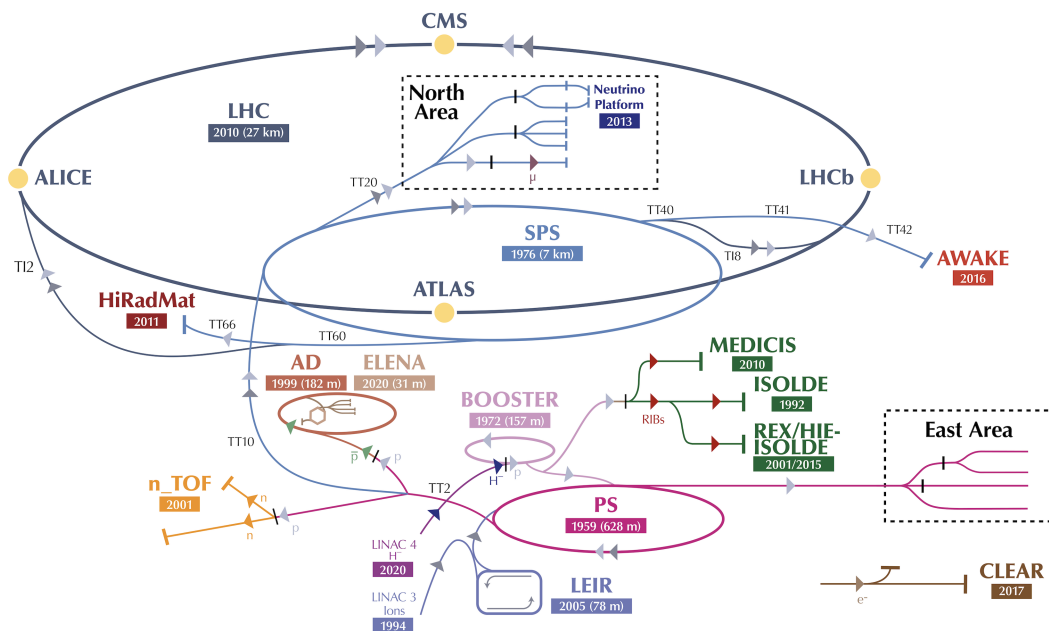 CMS
North
Area
Neutrino
Platform
2013
LHC
2010 (27 km)
μ
ALICE
LHCb
TT20
TT40
TT41
TT42
TI8
SPS
1976 (7 km)
AWAKE
2016
TI2
ATLAS
HiRadMat
2011
TT66
TT60
AD
1999 (182 m)
ELENA
2020 (31 m)
MEDICIS
2010
BOOSTER
1972 (157 m)
ISOLDE
1992
RIBs
REX/HIE-
ISOLDE
2001/2015
East Area
TT10
p̅
p
H⁻
p
TT2
n_TOF
2001
n
n
p
PS
1959 (628 m)
LINAC 4
H⁻
2020
LINAC 3
Ions
1994
LEIR
2005 (78 m)
CLEAR
2017
e⁻